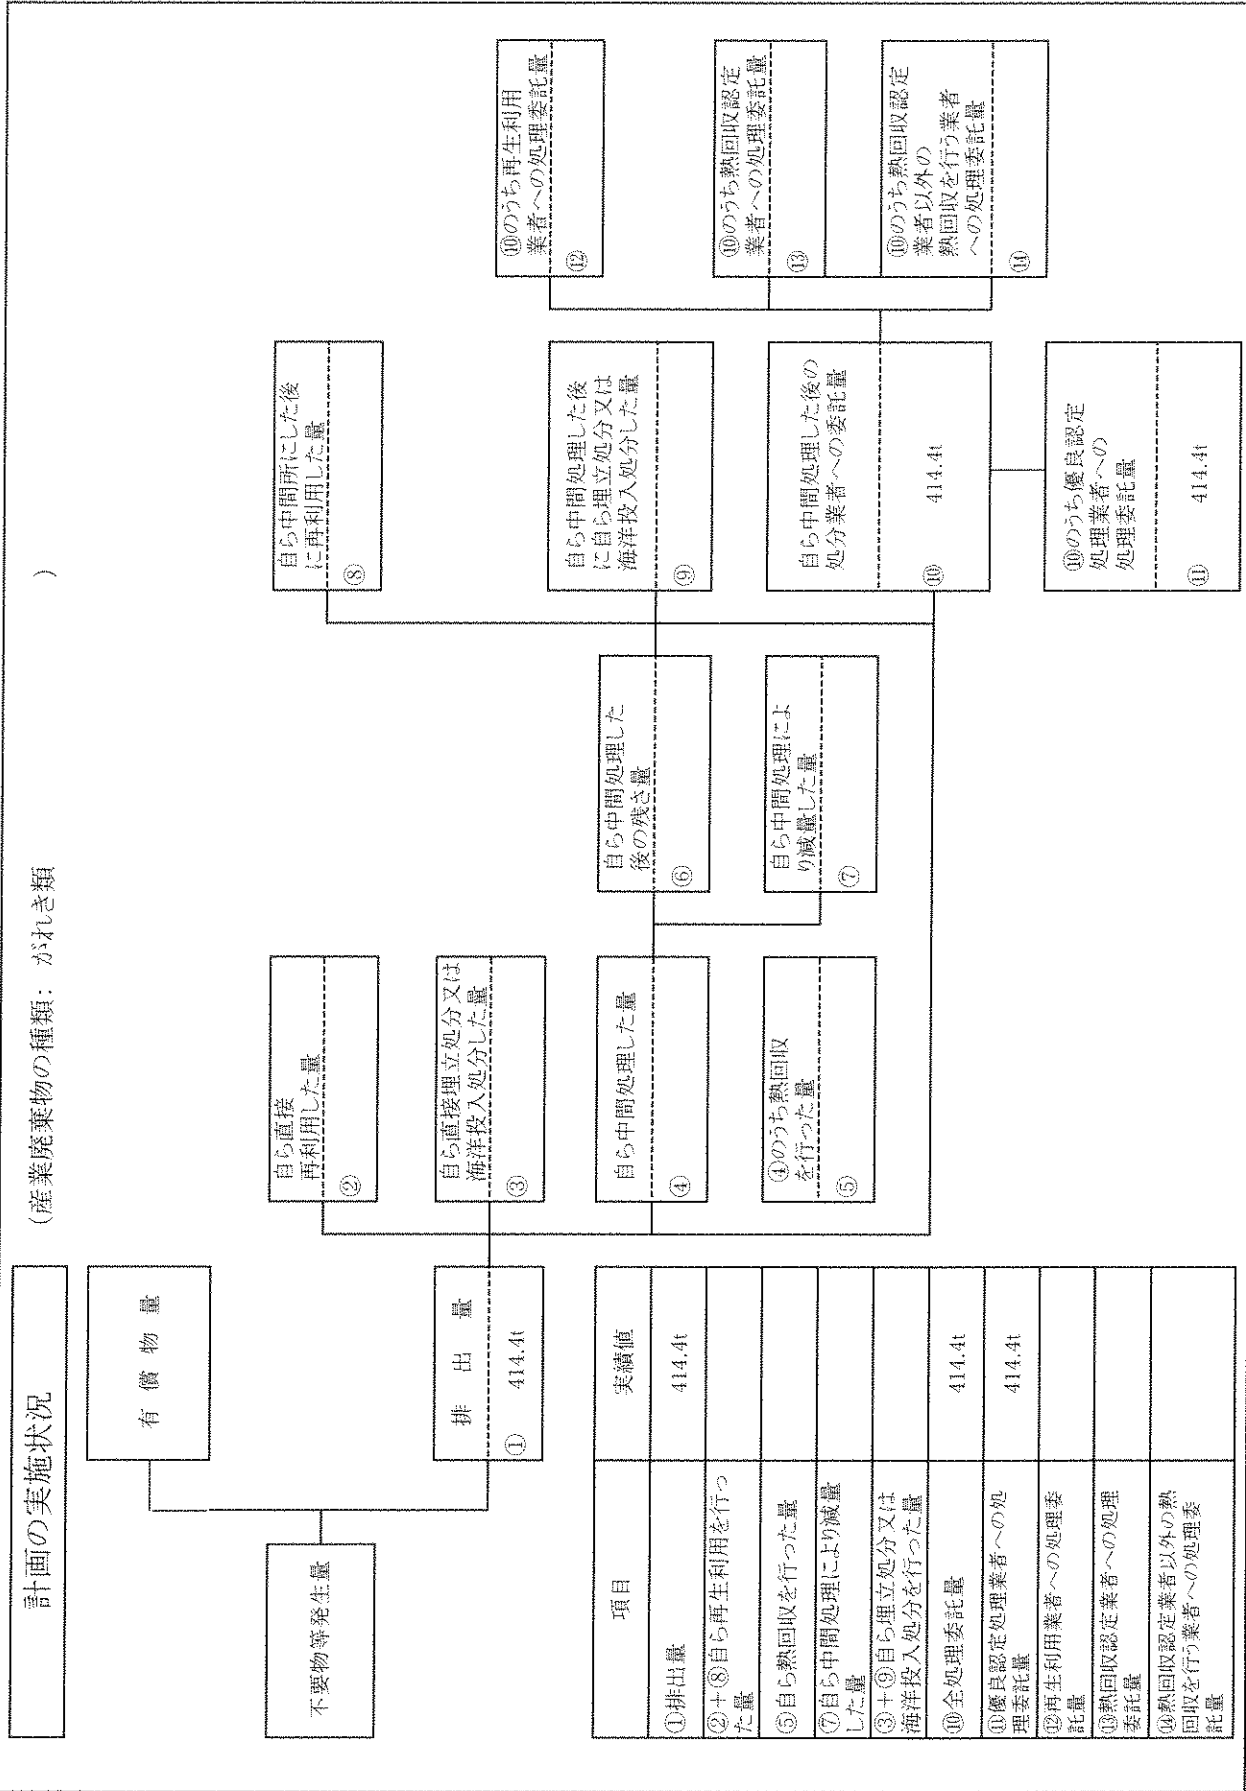 計画の実施状況
(産業廃棄物の種類: がれき類 )
有 償 物 量
不要物等発生量
排 出 量
① 414.4t
自ら直接
再利用した量
②
自ら直接埋立処分又は
海洋投入処分した量
③
自ら中間処理した量
④
④のうち熱回収
を行った量
⑤
自ら中間処理した
後の残さ量
⑥
自ら中間処理によ
り減量した量
⑦
自ら中間所にした後
に再利用した量
⑧
自ら中間処理した後
に自ら埋立処分又は
海洋投入処分した量
⑨
自ら中間処理した後の
処分業者への委託量
⑩ 414.4t
⑩のうち優良認定
処理業者への
処理委託量
⑪ 414.4t
⑩のうち再生利用
業者への処理委託量
⑫
⑩のうち熱回収認定
業者への処理委託量
⑬
⑩のうち熱回収認定
業者以外の
熱回収を行う業者
への処理委託量
⑭
項目 実績値
①排出量 414.4t
②+⑧自ら再生利用を行っ
た量
⑤自ら熱回収を行った量
⑦自ら中間処理により減量
した量
③+⑨自ら埋立処分又は
海洋投入処分を行った量
⑩全処理委託量 414.4t
⑪優良認定処理業者への処
理委託量 414.4t
⑫再生利用業者への処理委
託量
⑬熱回収認定業者への処理
委託量
⑭熱回収認定業者以外の熱
回収を行う業者への処理委
託量